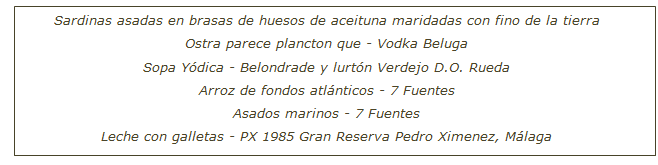 Sardinas asadas en brasas de huesos de aceituna maridadas con fino de la tierra
Ostra parece plancton que - Vodka Beluga
Sopa Yódica - Belondrade y lurtón Verdejo D.O. Rueda
Arroz de fondos atlánticos - 7 Fuentes
Asados marinos - 7 Fuentes
Leche con galletas - PX 1985 Gran Reserva Pedro Ximenez, Málaga